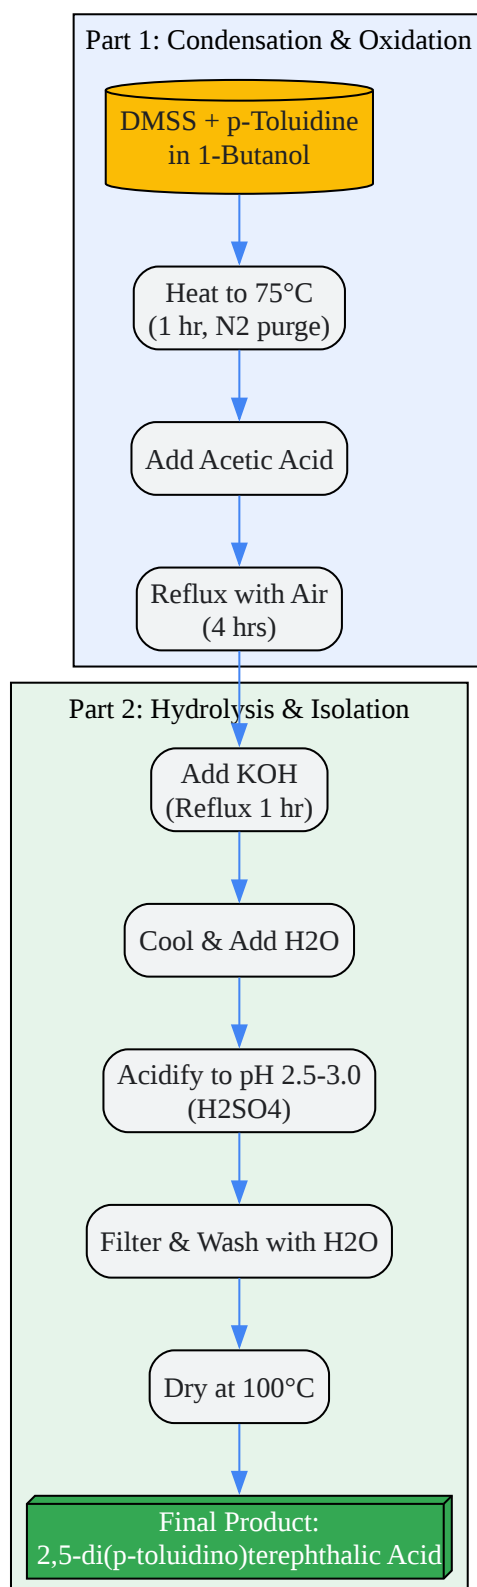 Part 1: Condensation & Oxidation
DMSS + p-Toluidine
in 1-Butanol
Heat to 75°C
(1 hr, N2 purge)
Add Acetic Acid
Reflux with Air
(4 hrs)
Part 2: Hydrolysis & Isolation
Add KOH
(Reflux 1 hr)
Cool & Add H2O
Acidify to pH 2.5-3.0
(H2SO4)
Filter & Wash with H2O
Dry at 100°C
Final Product:
2,5-di(p-toluidino)terephthalic Acid